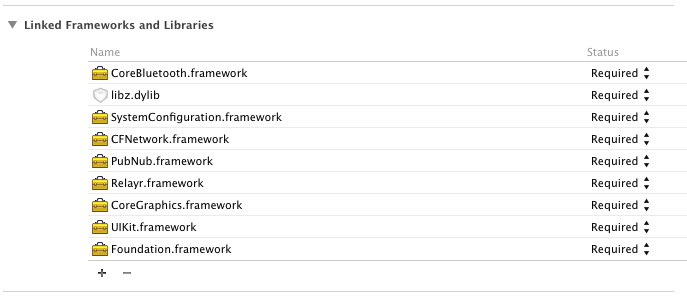 Linked Frameworks and Libraries
Name Status
CoreBluetooth.framework Required
libz.dylib Required
SystemConfiguration.framework Required
CFNetwork.framework Required
PubNub.framework Required
Relayr.framework Required
CoreGraphics.framework Required
UIKit.framework Required
Foundation.framework Required